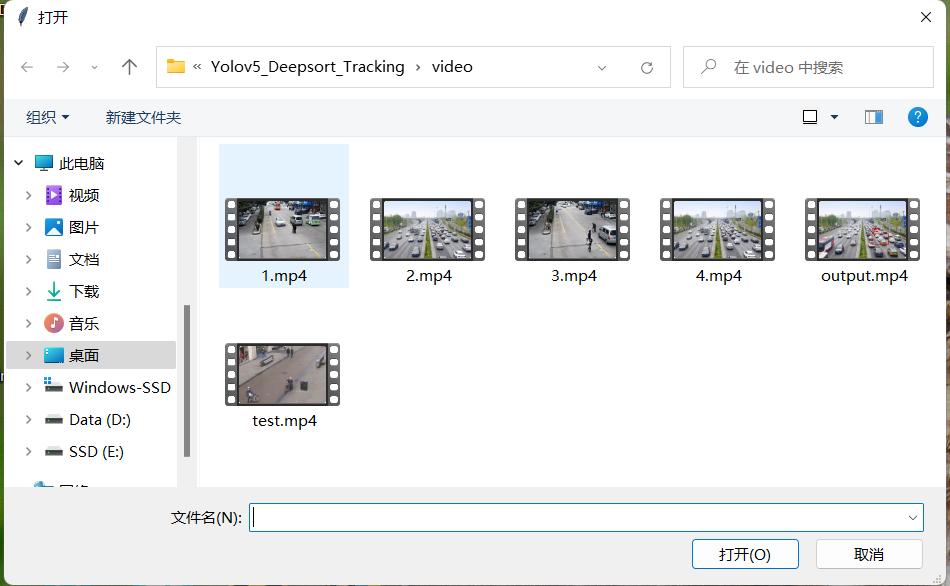 打开
« Yolov5_Deepsort_Tracking › video
在 video 中搜索
组织
新建文件夹
此电脑
视频
图片
文档
下载
音乐
桌面
Windows-SSD
Data (D:)
SSD (E:)
1.mp4
2.mp4
3.mp4
4.mp4
output.mp4
test.mp4
文件名(N):
打开(O)
取消